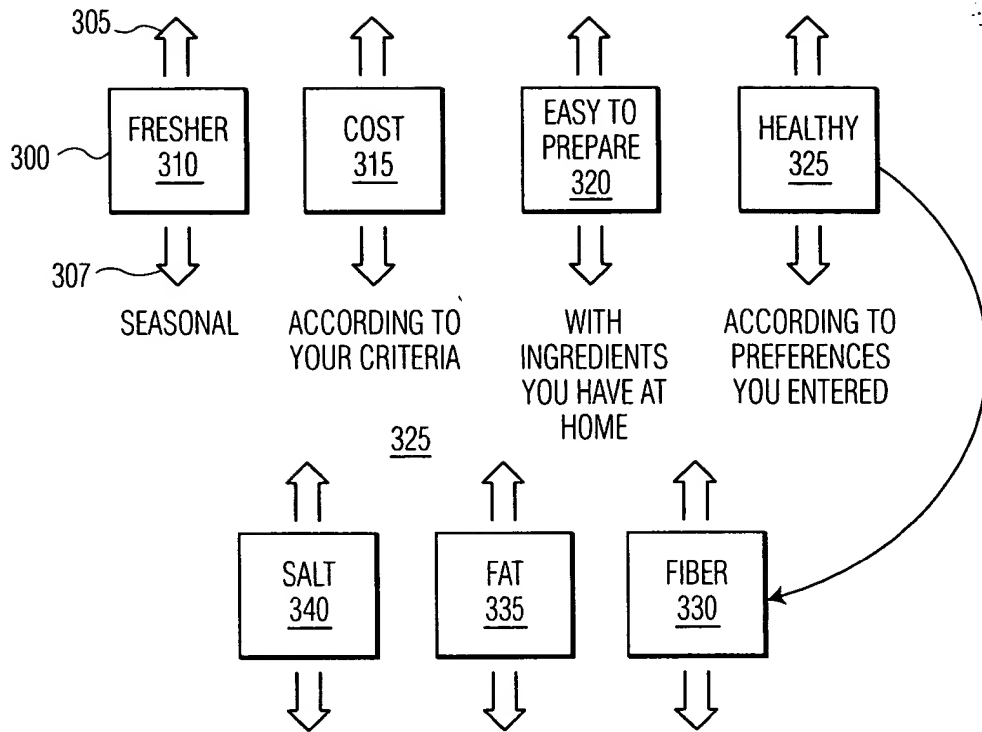 305
300
FRESHER
310
COST
315
EASY TO
PREPARE
320
HEALTHY
325
307
SEASONAL
ACCORDING TO
YOUR CRITERIA
WITH
INGREDIENTS
YOU HAVE AT
HOME
ACCORDING TO
PREFERENCES
YOU ENTERED
325
SALT
340
FAT
335
FIBER
330